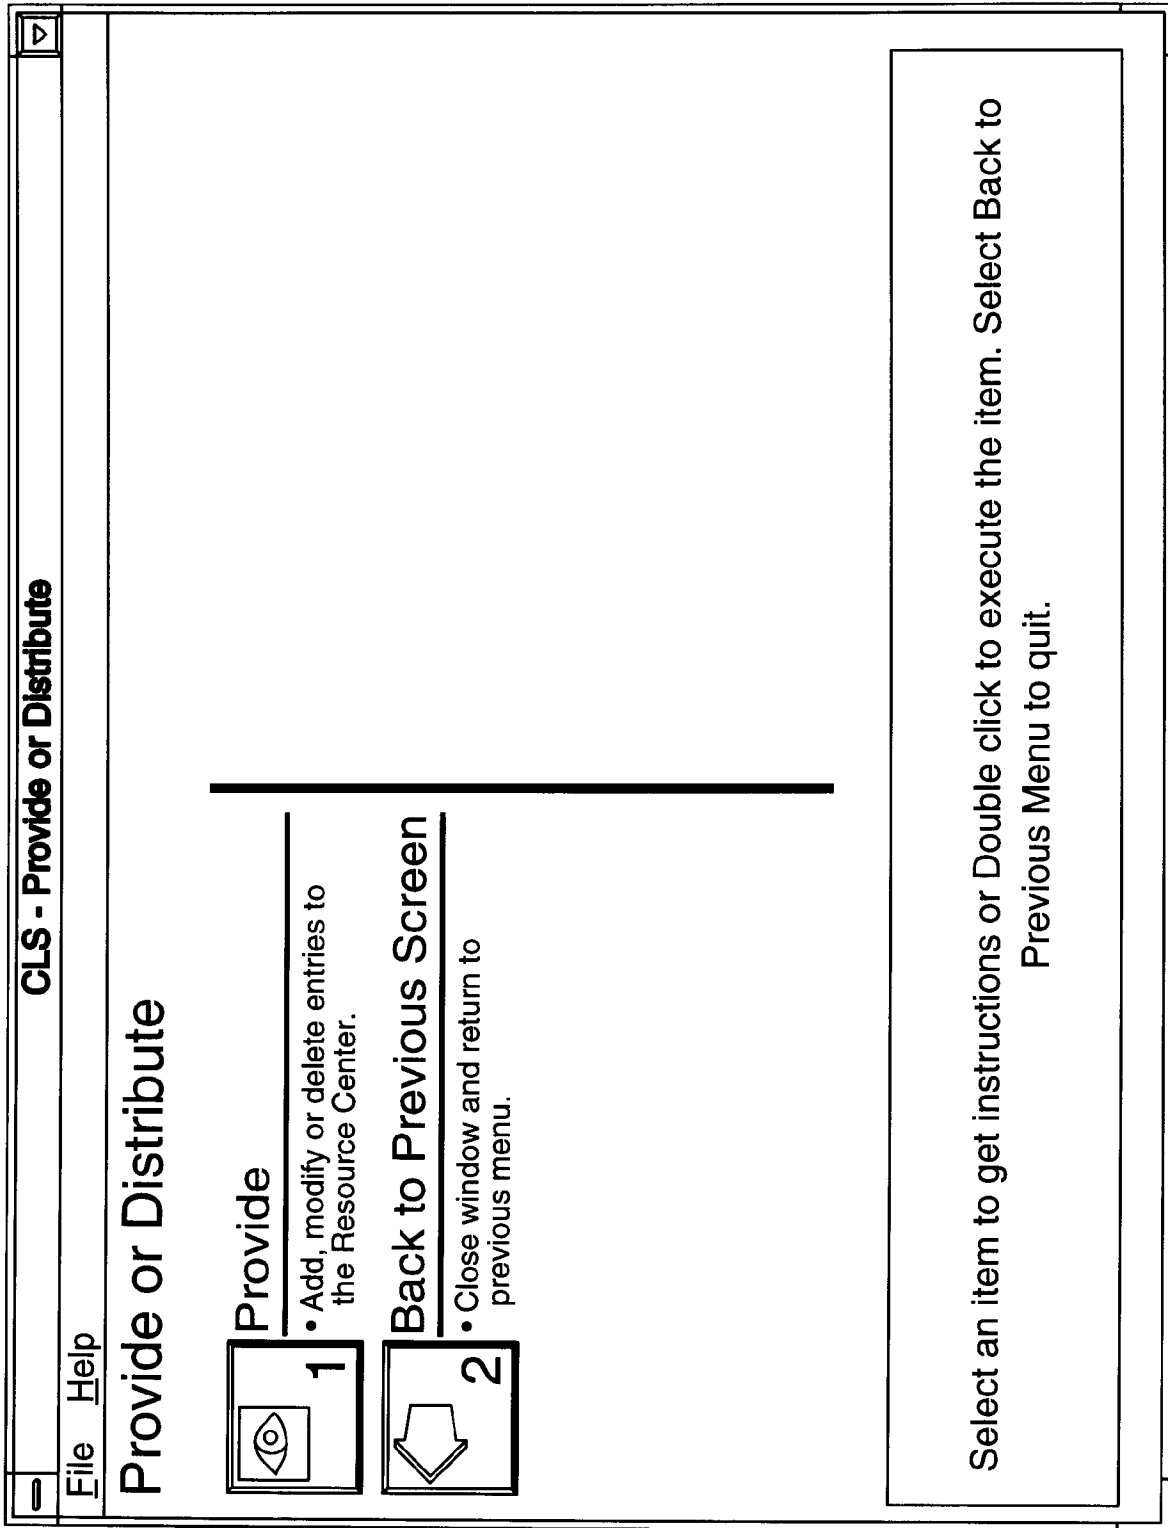 CLS - Provide or Distribute
File Help
Provide or Distribute
1
Provide
• Add, modify or delete entries to
the Resource Center.
2
Back to Previous Screen
• Close window and return to
previous menu.
Select an item to get instructions or Double click to execute the item. Select Back to
Previous Menu to quit.